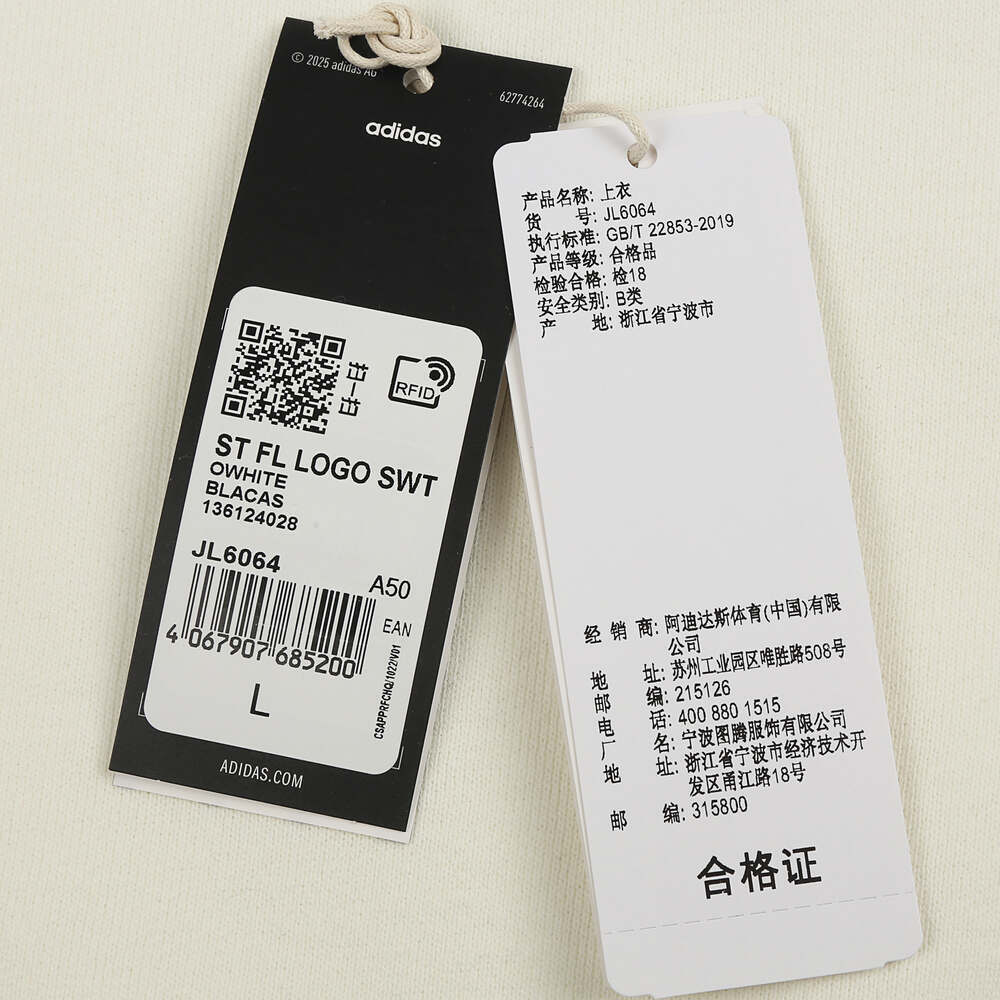 © 2025 adidas AG
62774264
adidas
RFID
ST FL LOGO SWT
OWHITE
BLACAS
136124028
JL6064
A50
EAN
4 067907 685200
CSAPPRFCHQ/1022/V01
L
ADIDAS.COM
产品名称: 上衣
货 号: JL6064
执行标准: GB/T 22853-2019
产品等级: 合格品
检验合格: 检18
安全类别: B类
产 地: 浙江省宁波市
经 销 商: 阿迪达斯体育(中国)有限
公司
地 址: 苏州工业园区唯胜路508号
邮 编: 215126
电 话: 400 880 1515
厂 名: 宁波图腾服饰有限公司
地 址: 浙江省宁波市经济技术开
发区甬江路18号
邮 编: 315800
合格证